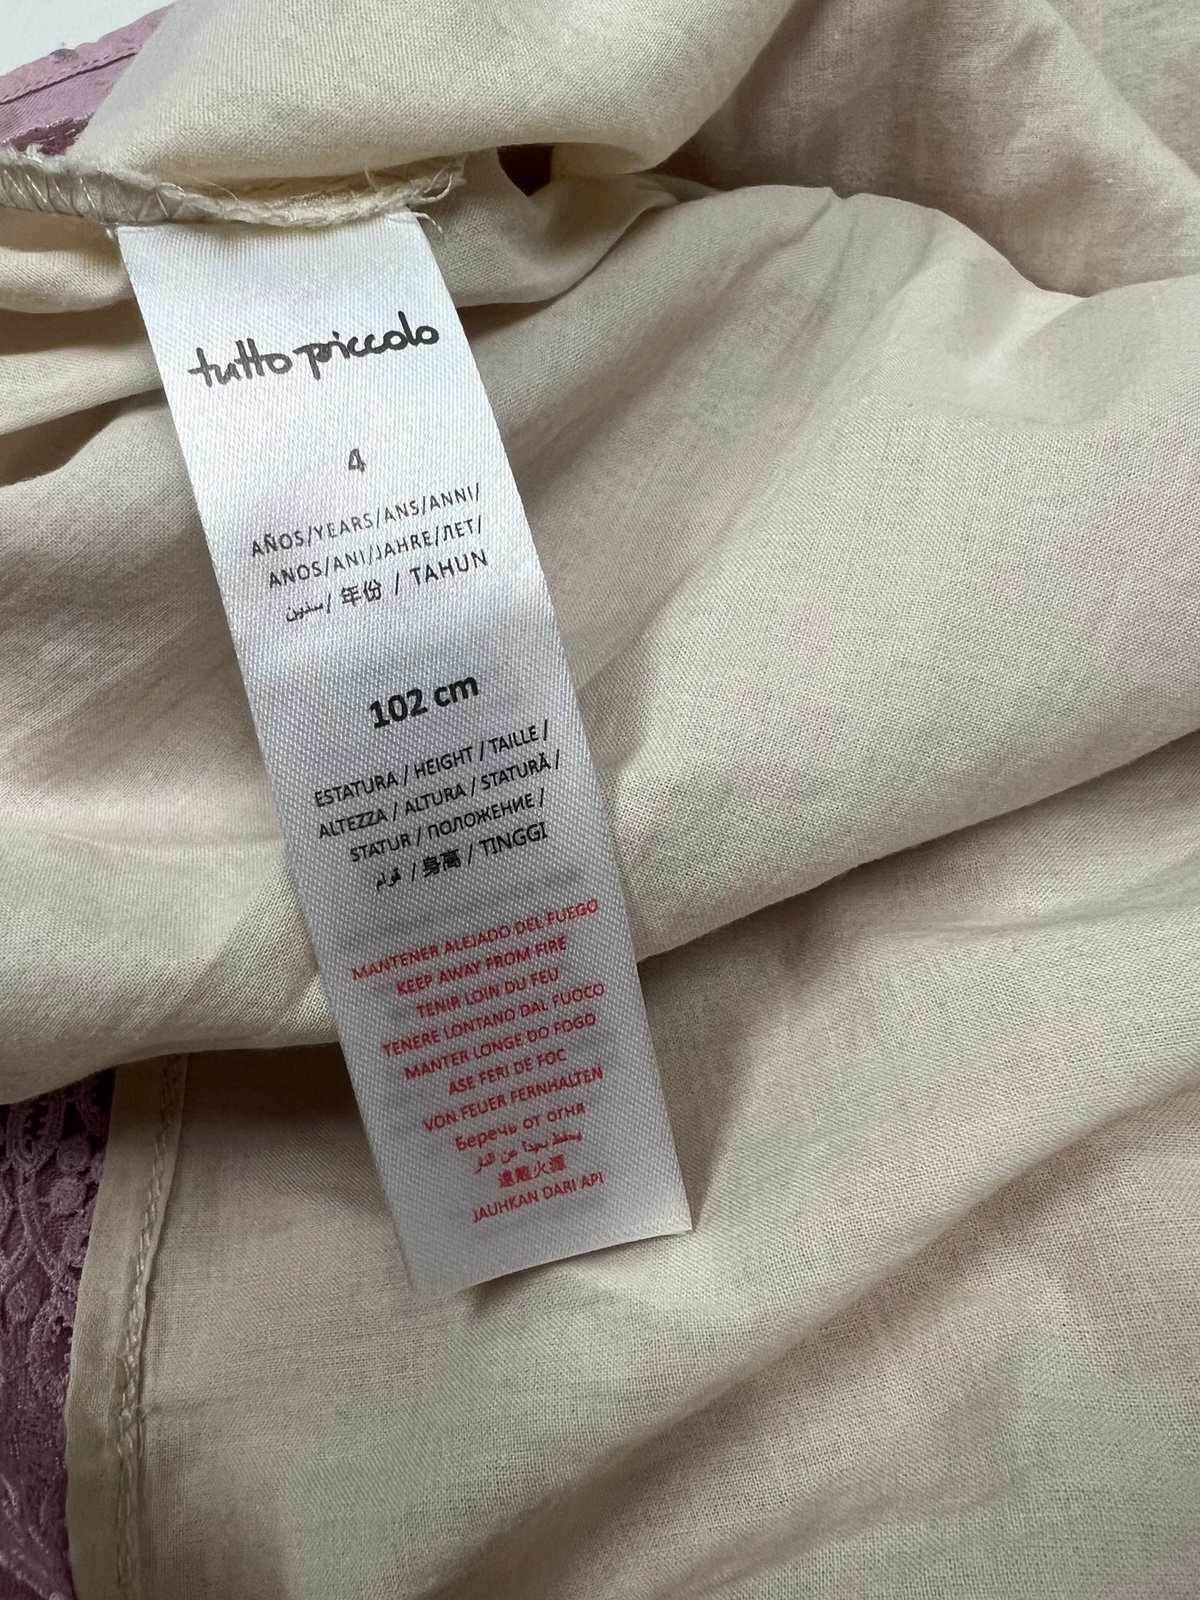 tutto piccolo
4
AÑOS/YEARS/ANS/ANNI/
ANOS/ANI/JAHRE/ЛЕТ/
سنوين/ 年份 / TAHUN
102 cm
ESTATURA / HEIGHT / TAILLE /
ALTEZZA / ALTURA / STATURĂ /
STATUR / ПОЛОЖЕНИЕ /
قوام / 身高 / TINGGI
MANTENER ALEJADO DEL FUEGO
KEEP AWAY FROM FIRE
TENIR LOIN DU FEU
TENERE LONTANO DAL FUOCO
MANTER LONGE DO FOGO
ASE FERI DE FOC
VON FEUER FERNHALTEN
Беречь от огня
يحفظ بعيداً عن النار
遠離火源
JAUHKAN DARI API